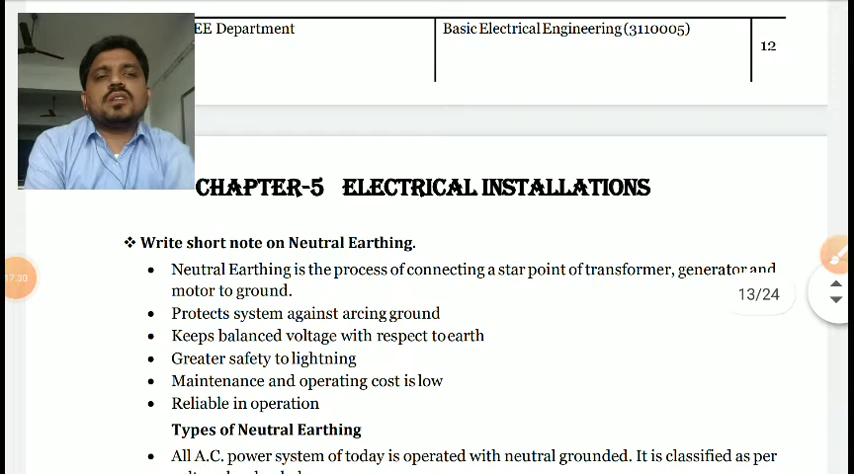 EE Department
Basic Electrical Engineering (3110005)
12
CHAPTER-5 ELECTRICAL INSTALLATIONS
❖ Write short note on Neutral Earthing.
• Neutral Earthing is the process of connecting a star point of transformer, generator and
motor to ground.
13/24
• Protects system against arcing ground
• Keeps balanced voltage with respect to earth
• Greater safety to lightning
• Maintenance and operating cost is low
• Reliable in operation
Types of Neutral Earthing
• All A.C. power system of today is operated with neutral grounded. It is classified as per
17:30